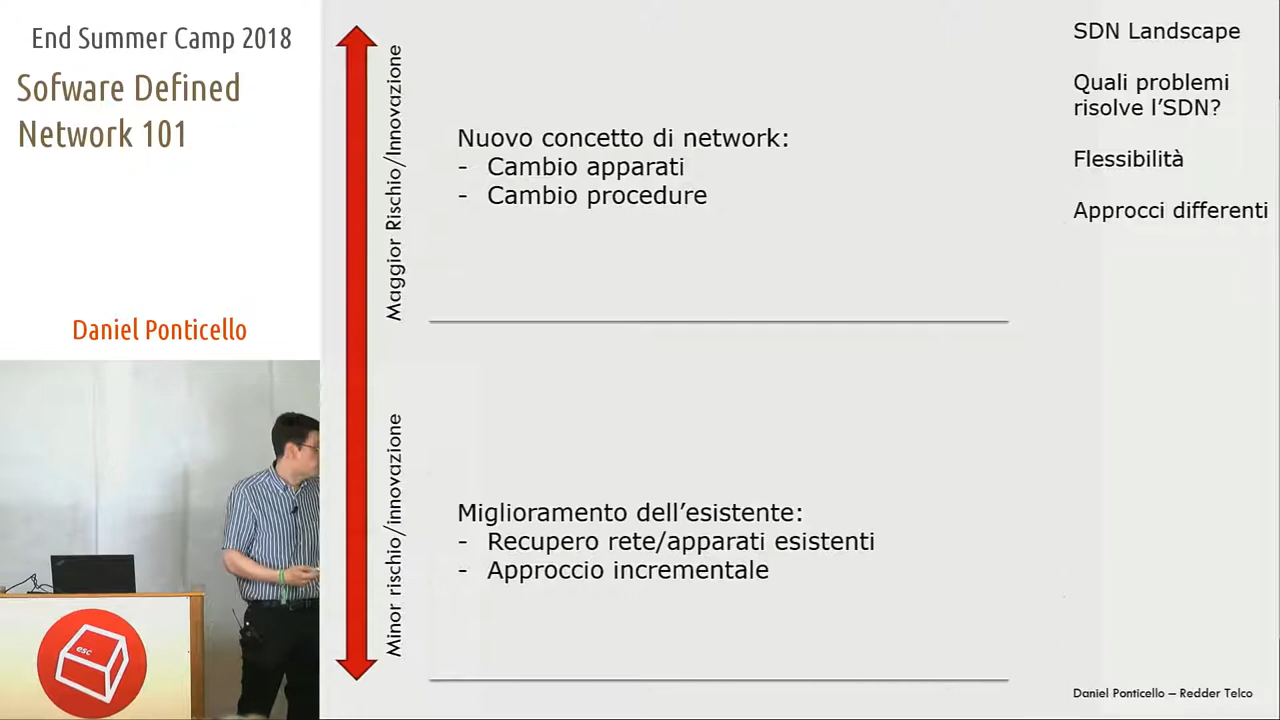 End Summer Camp 2018
Sofware Defined
Network 101
Daniel Ponticello
esc
Maggior Rischio/Innovazione
Nuovo concetto di network:
- Cambio apparati
- Cambio procedure
Minor rischio/innovazione
Miglioramento dell’esistente:
- Recupero rete/apparati esistenti
- Approccio incrementale
SDN Landscape
Quali problemi
risolve l’SDN?
Flessibilità
Approcci differenti
Daniel Ponticello – Redder Telco